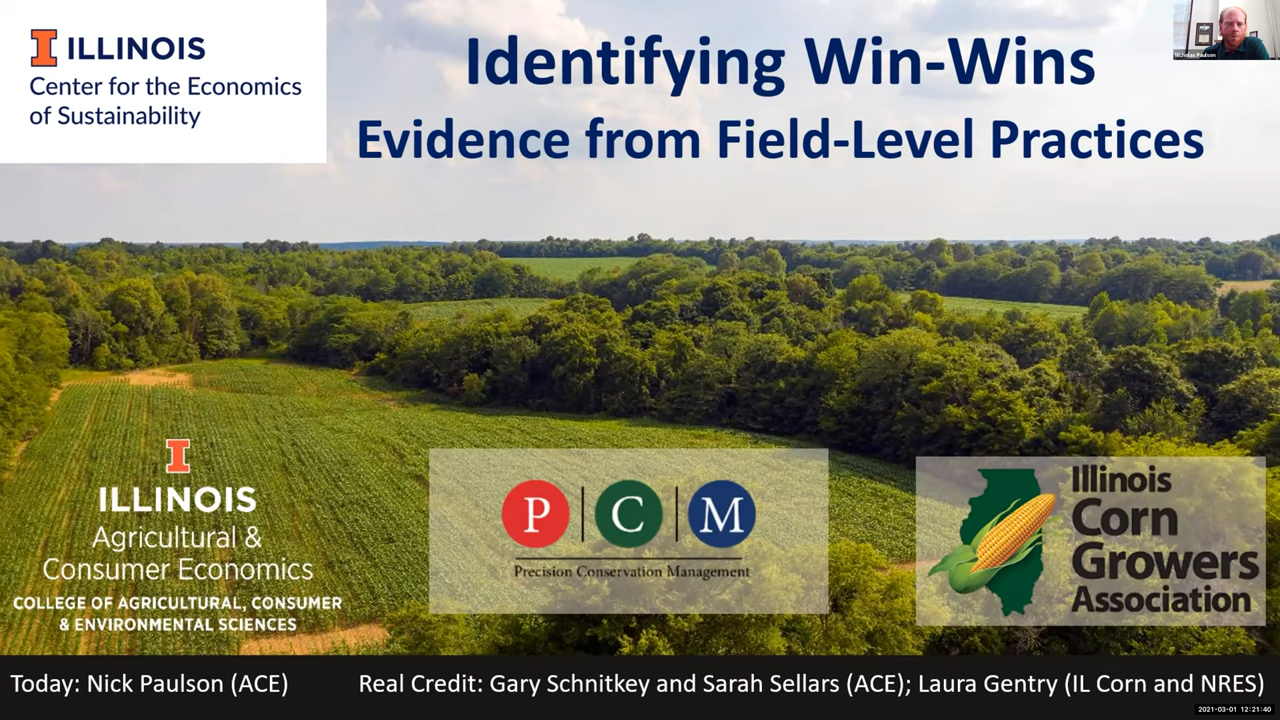 I ILLINOIS
Center for the Economics
of Sustainability
Identifying Win-Wins
Evidence from Field-Level Practices
Nicholas Paulson
I
ILLINOIS
Agricultural &
Consumer Economics
COLLEGE OF AGRICULTURAL, CONSUMER
& ENVIRONMENTAL SCIENCES
P | C | M
Precision Conservation Management
Illinois
Corn
Growers
Association
Today: Nick Paulson (ACE)
Real Credit: Gary Schnitkey and Sarah Sellars (ACE); Laura Gentry (IL Corn and NRES)
2021-03-01 12:21:40